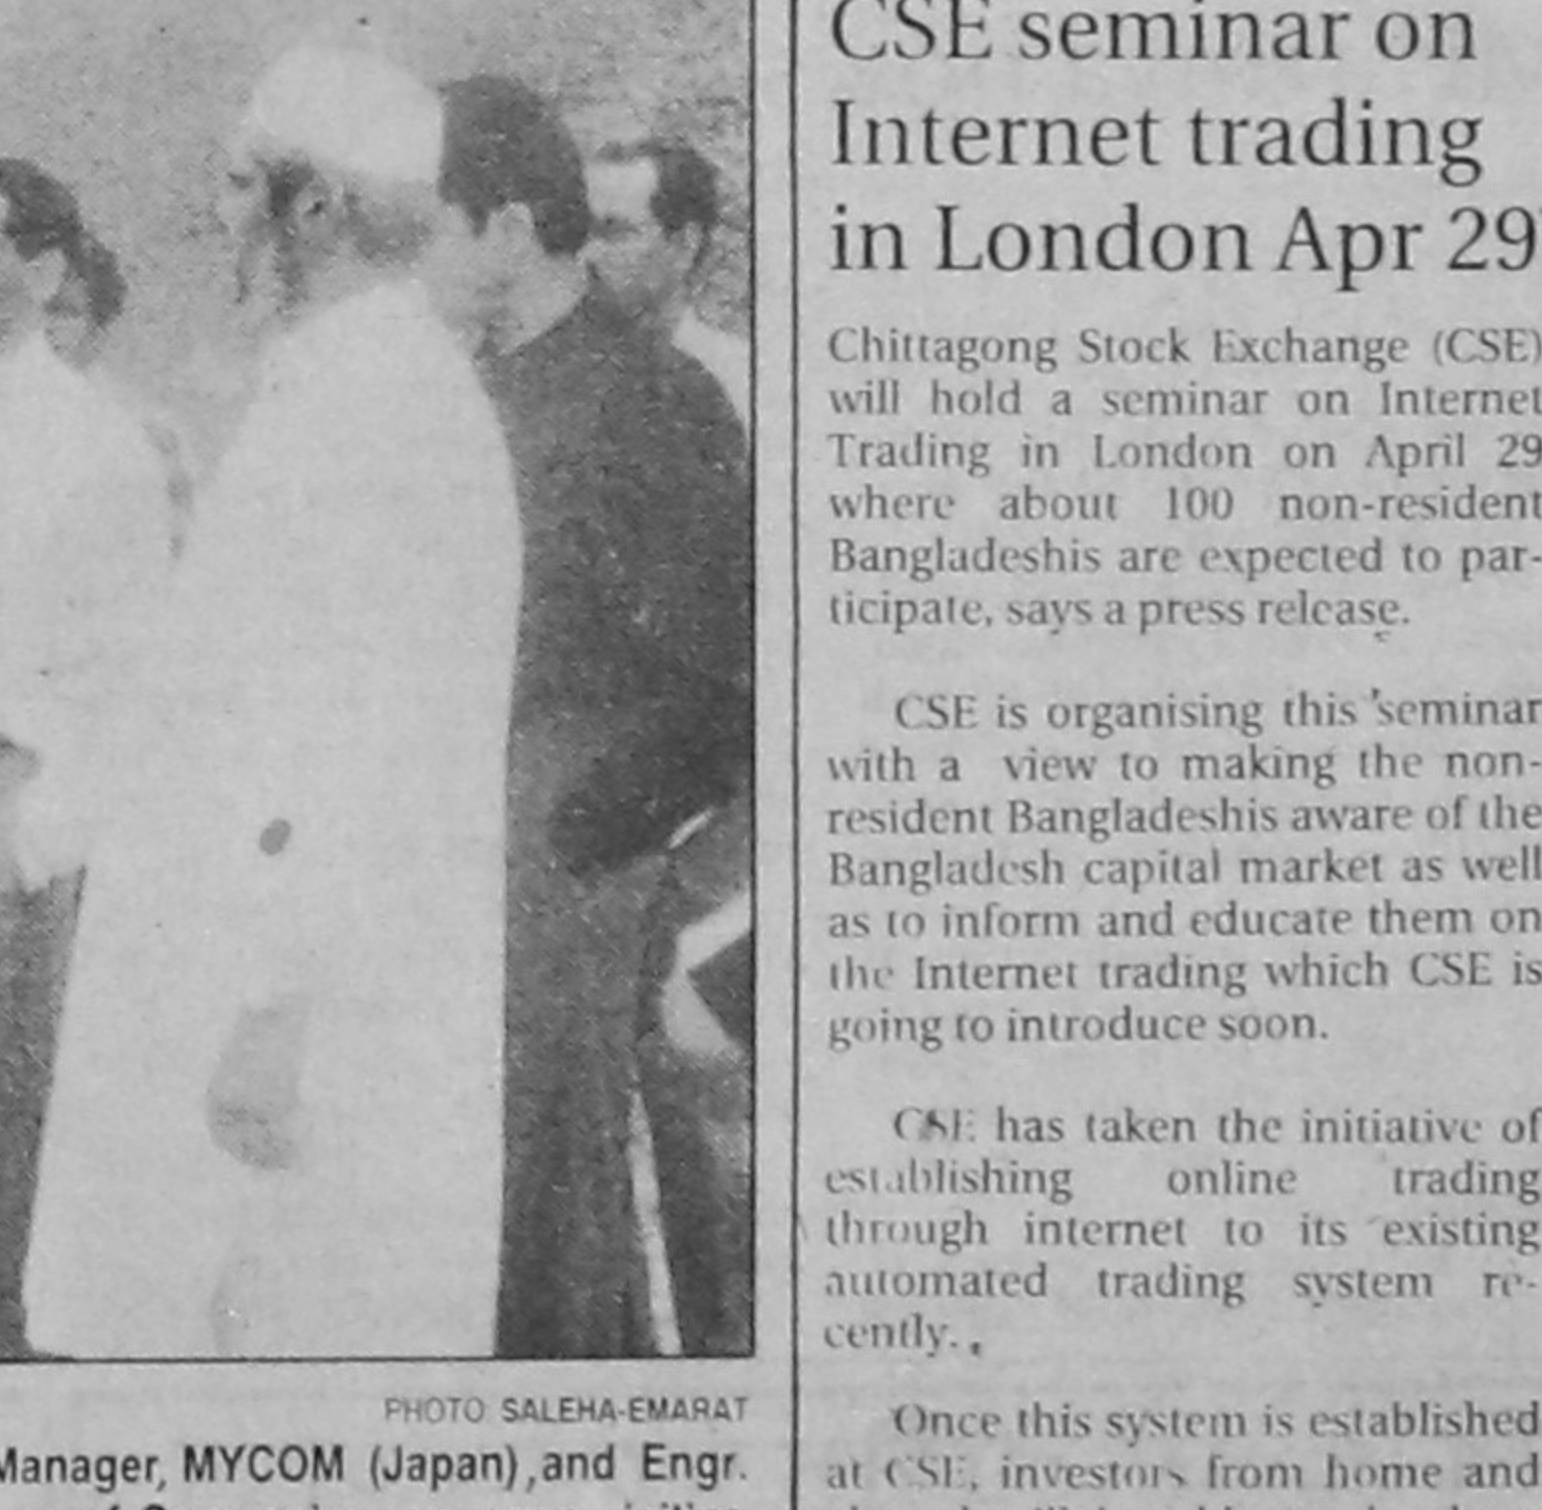 CSE seminar on
Internet trading
in London Apr 29
Chittagong Stock Exchange (CSE)
will hold a seminar on Internet
Trading in London on April 29
where about 100 non-resident
Bangladeshis are expected to par-
ticipate, says a press release.
CSE is organising this seminar
with a view to making the non-
resident Bangladeshis aware of the
Bangladesh capital market as well
as to inform and educate them on
the Internet trading which CSE is
going to introduce soon.
CSE has taken the initiative of
establishing online trading
through internet to its existing
automated trading system re-
cently.
Once this system is established
at CSE, investors from home and
PHOTO SALEHA-EMARAT
Manager, MYCOM (Japan) ,and Engr.